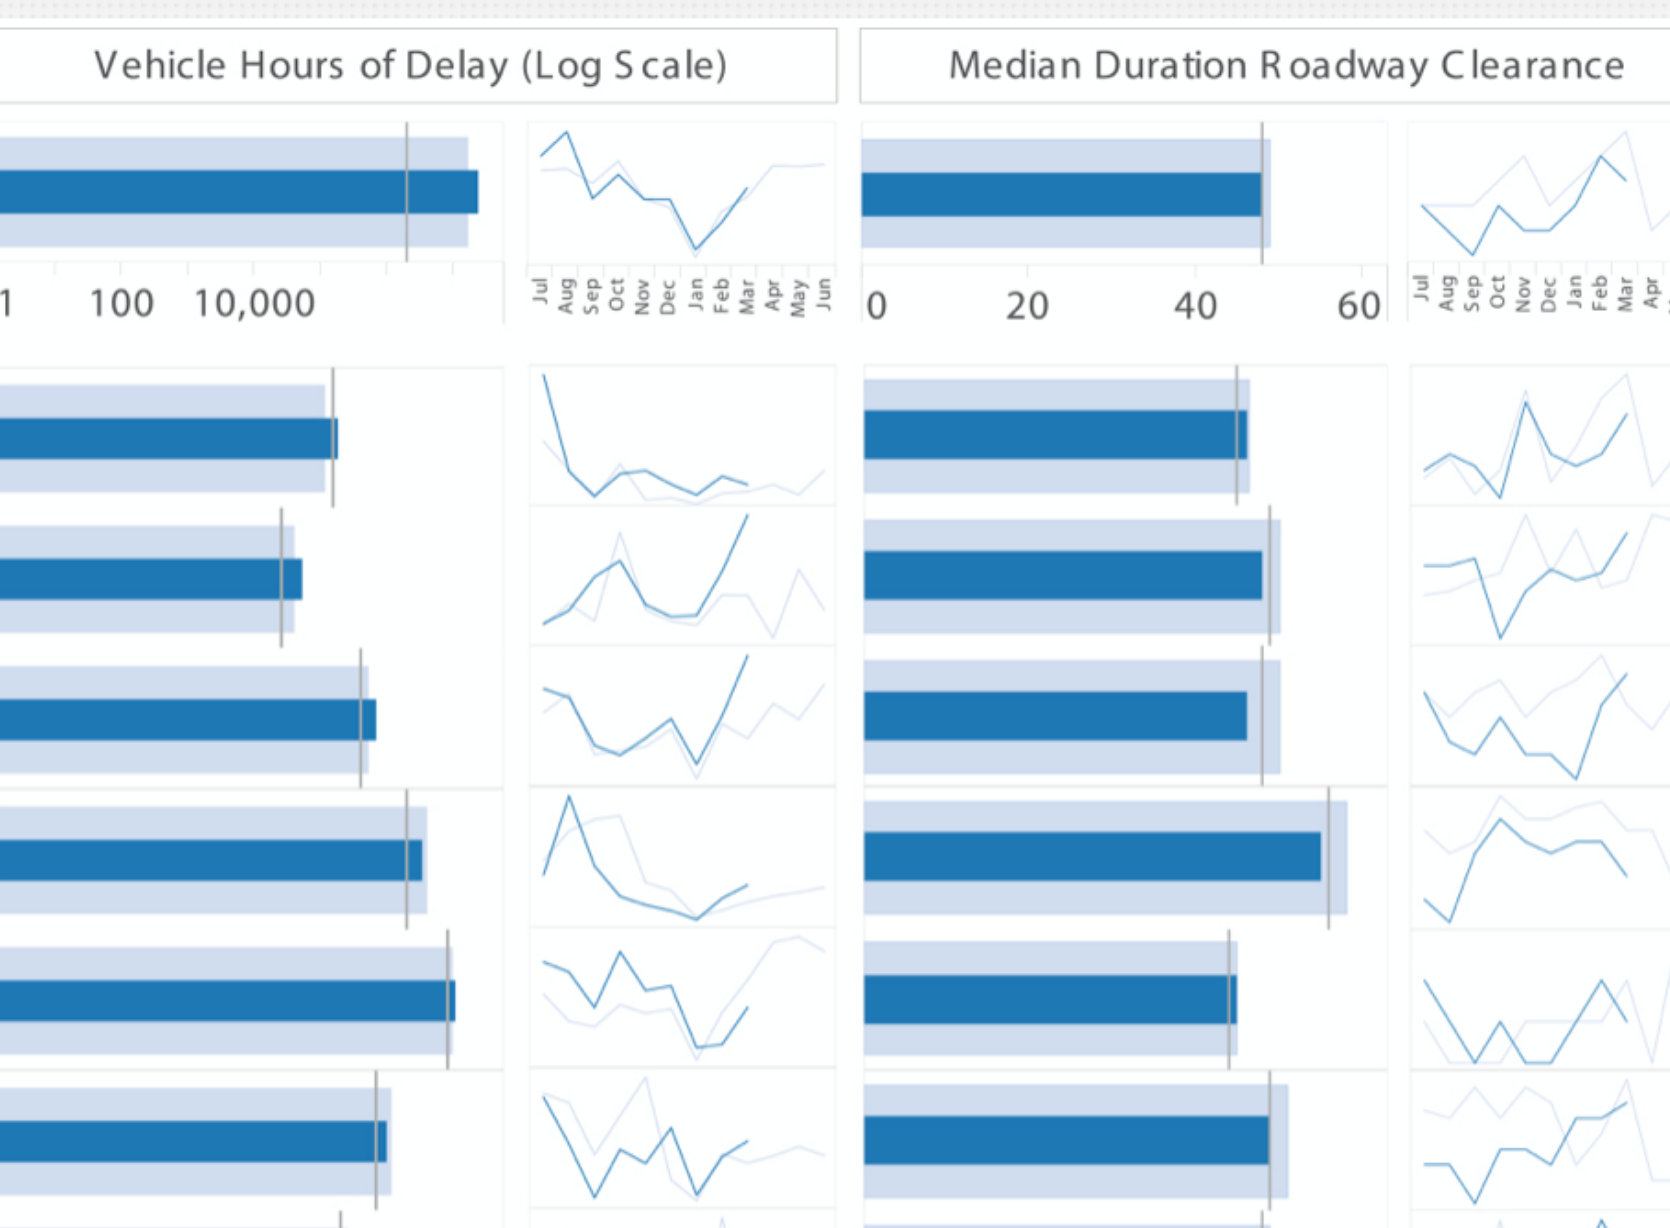 Vehicle Hours of Delay (Log Scale)
Median Duration Roadway Clearance
1 100 10,000
Jul Aug Sep Oct Nov Dec Jan Feb Mar Apr May Jun
0 20 40 60
Jul Aug Sep Oct Nov Dec Jan Feb Mar Apr